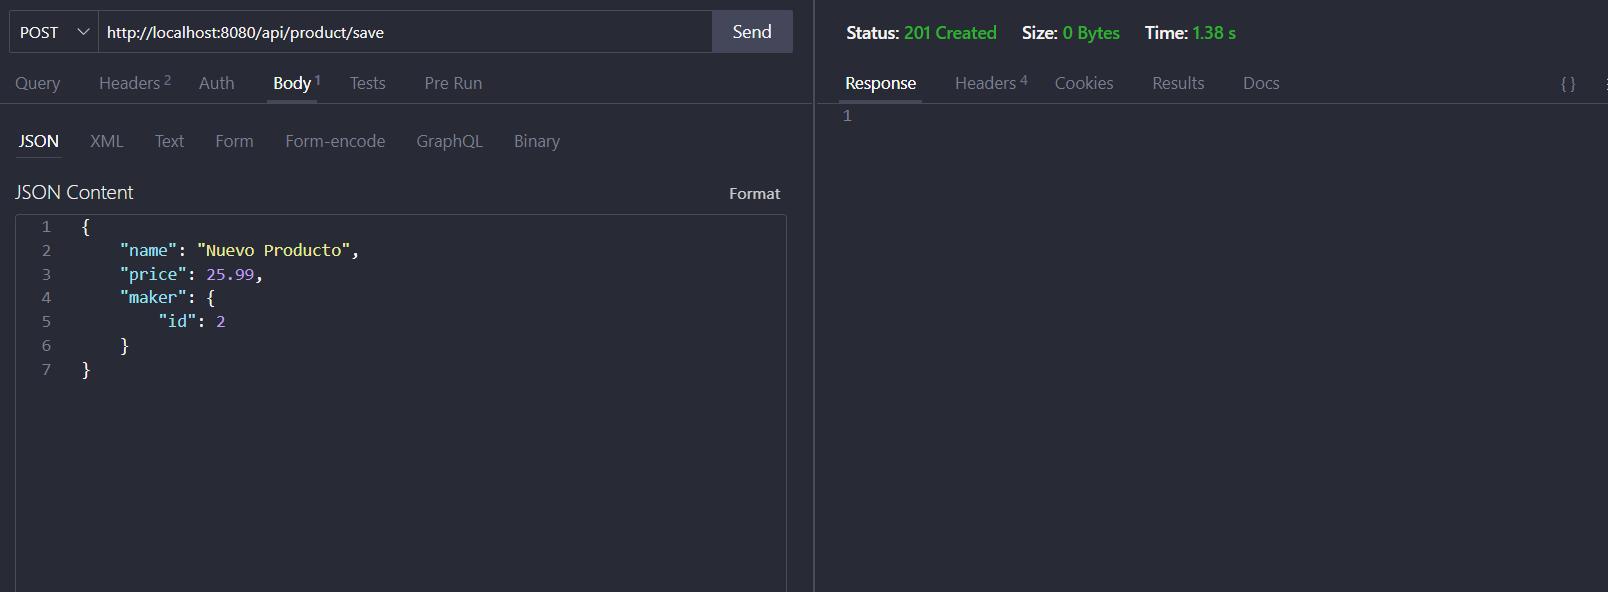 POST http://localhost:8080/api/product/save Send
Query Headers 2 Auth Body 1 Tests Pre Run
JSON XML Text Form Form-encode GraphQL Binary
JSON Content Format
1 {
2 "name": "Nuevo Producto",
3 "price": 25.99,
4 "maker": {
5 "id": 2
6 }
7 }
Status: 201 Created Size: 0 Bytes Time: 1.38 s
Response Headers 4 Cookies Results Docs { }
1